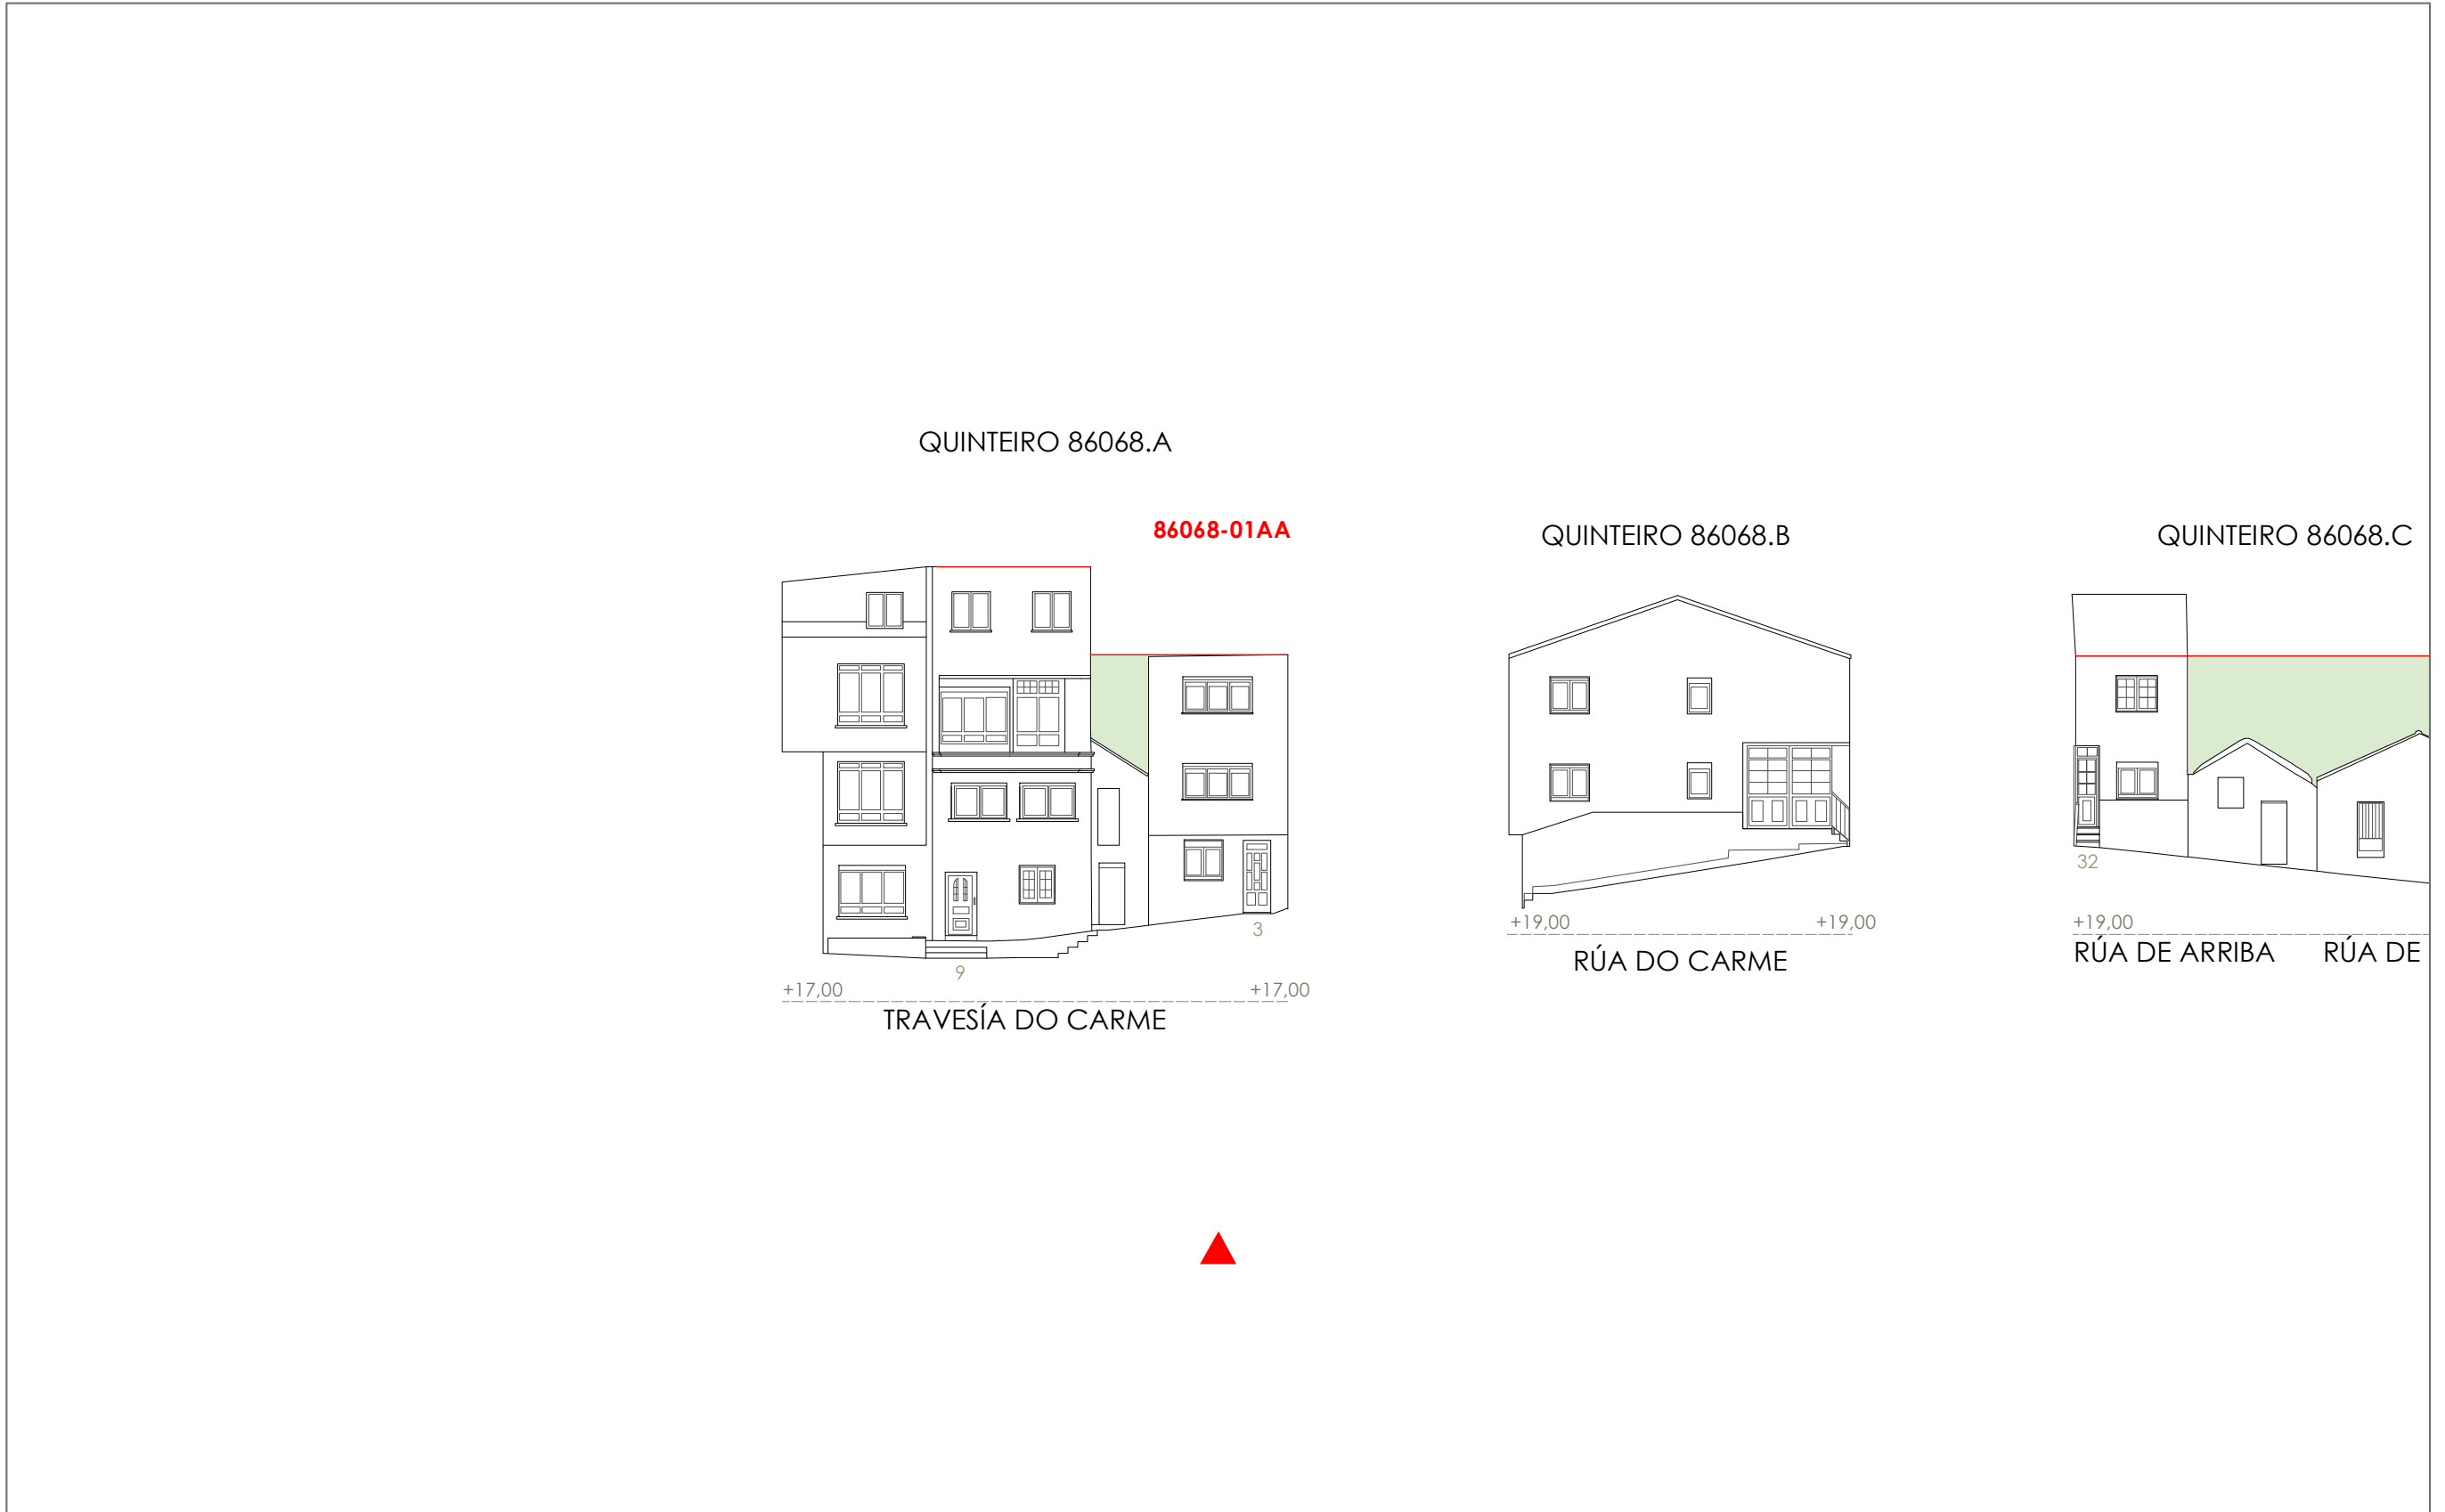 QUINTEIRO 86068.A
86068-01AA
9
3
+17,00
+17,00
TRAVESÍA DO CARME
QUINTEIRO 86068.B
+19,00
+19,00
RÚA DO CARME
QUINTEIRO 86068.C
32
+19,00
RÚA DE ARRIBA
RÚA DE